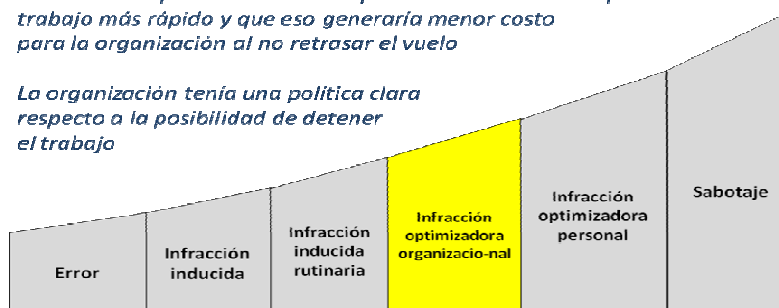 trabajo más rápido y que eso generaría menor costo
para la organización al no retrasar el vuelo
La organización tenía una política clara
respecto a la posibilidad de detener
el trabajo
Error
Infracción
inducida
Infracción
inducida
rutinaria
Infracción
optimizadora
organizacio-nal
Infracción
optimizadora
personal
Sabotaje